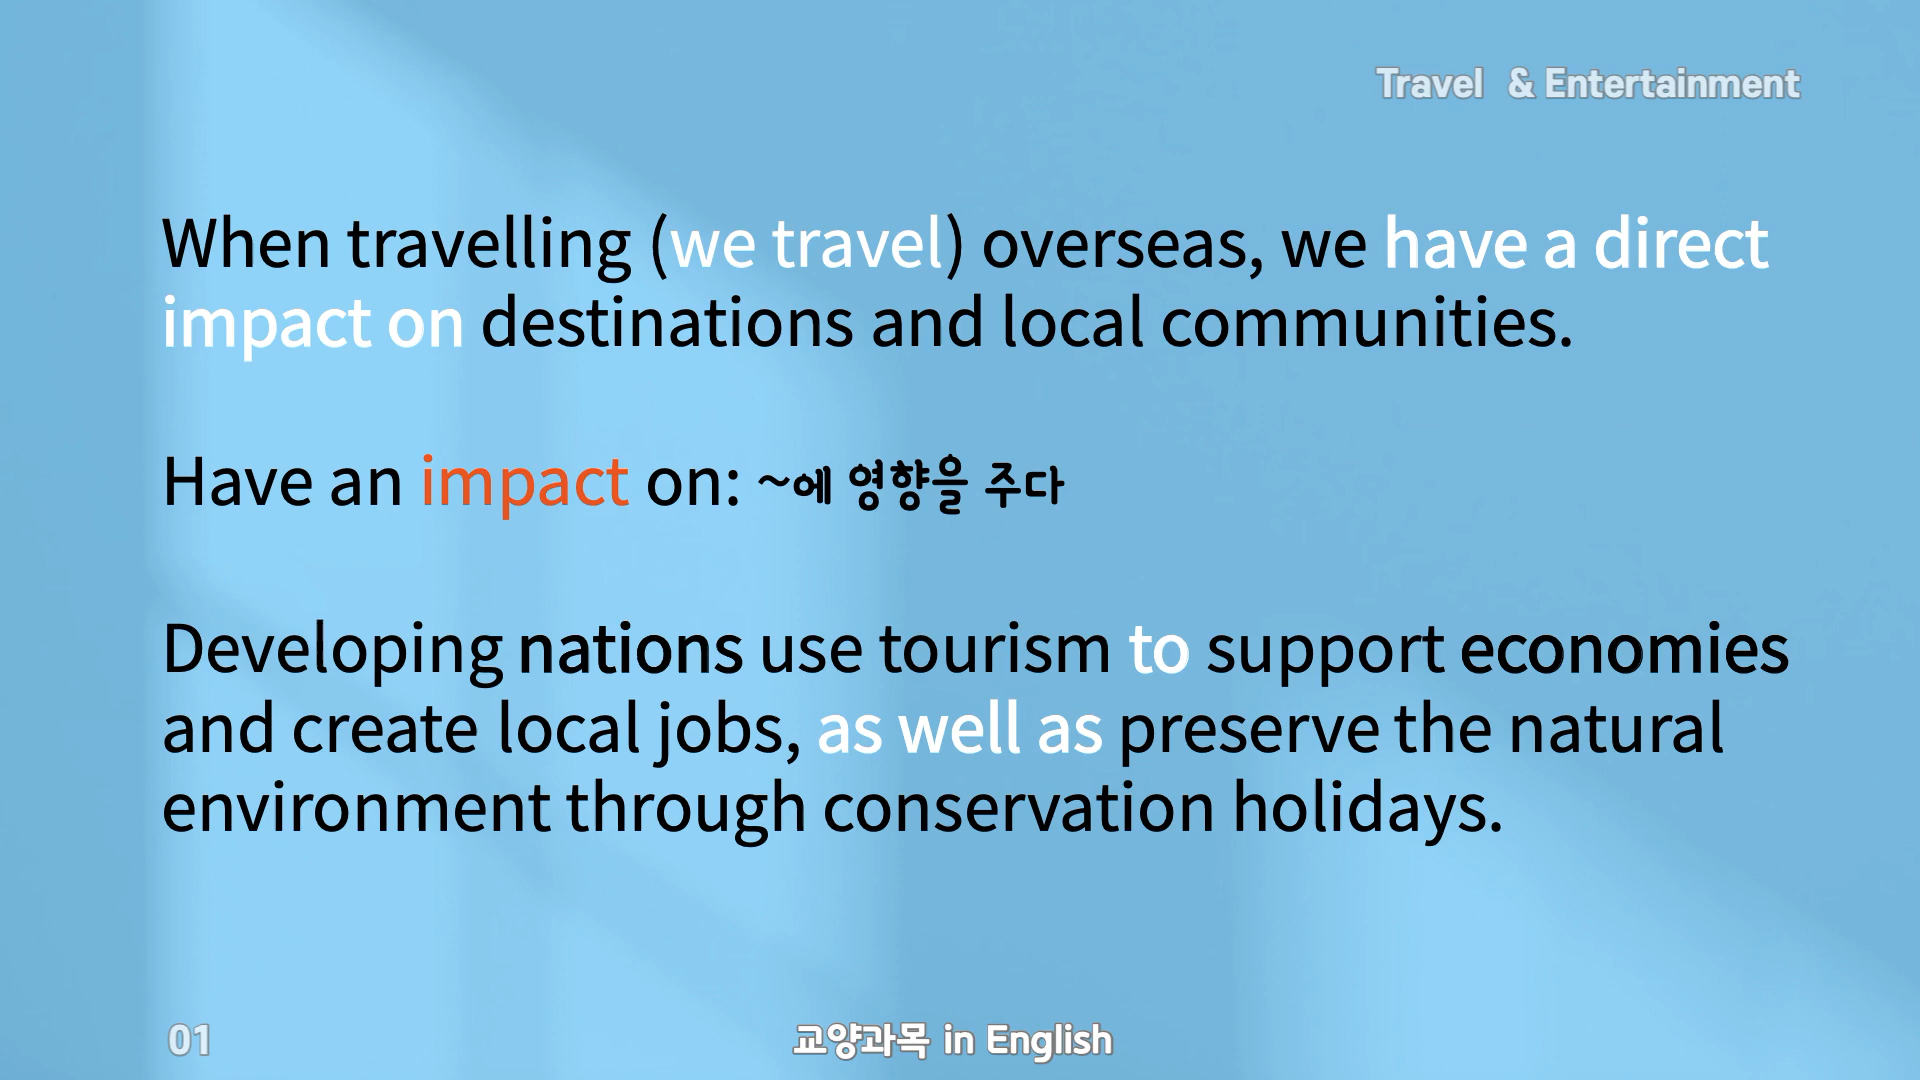 Travel & Entertainment
When travelling (we travel) overseas, we have a direct
impact on destinations and local communities.
Have an impact on: ~에 영향을 주다
Developing nations use tourism to support economies
and create local jobs, as well as preserve the natural
environment through conservation holidays.
01
교양과목 in English